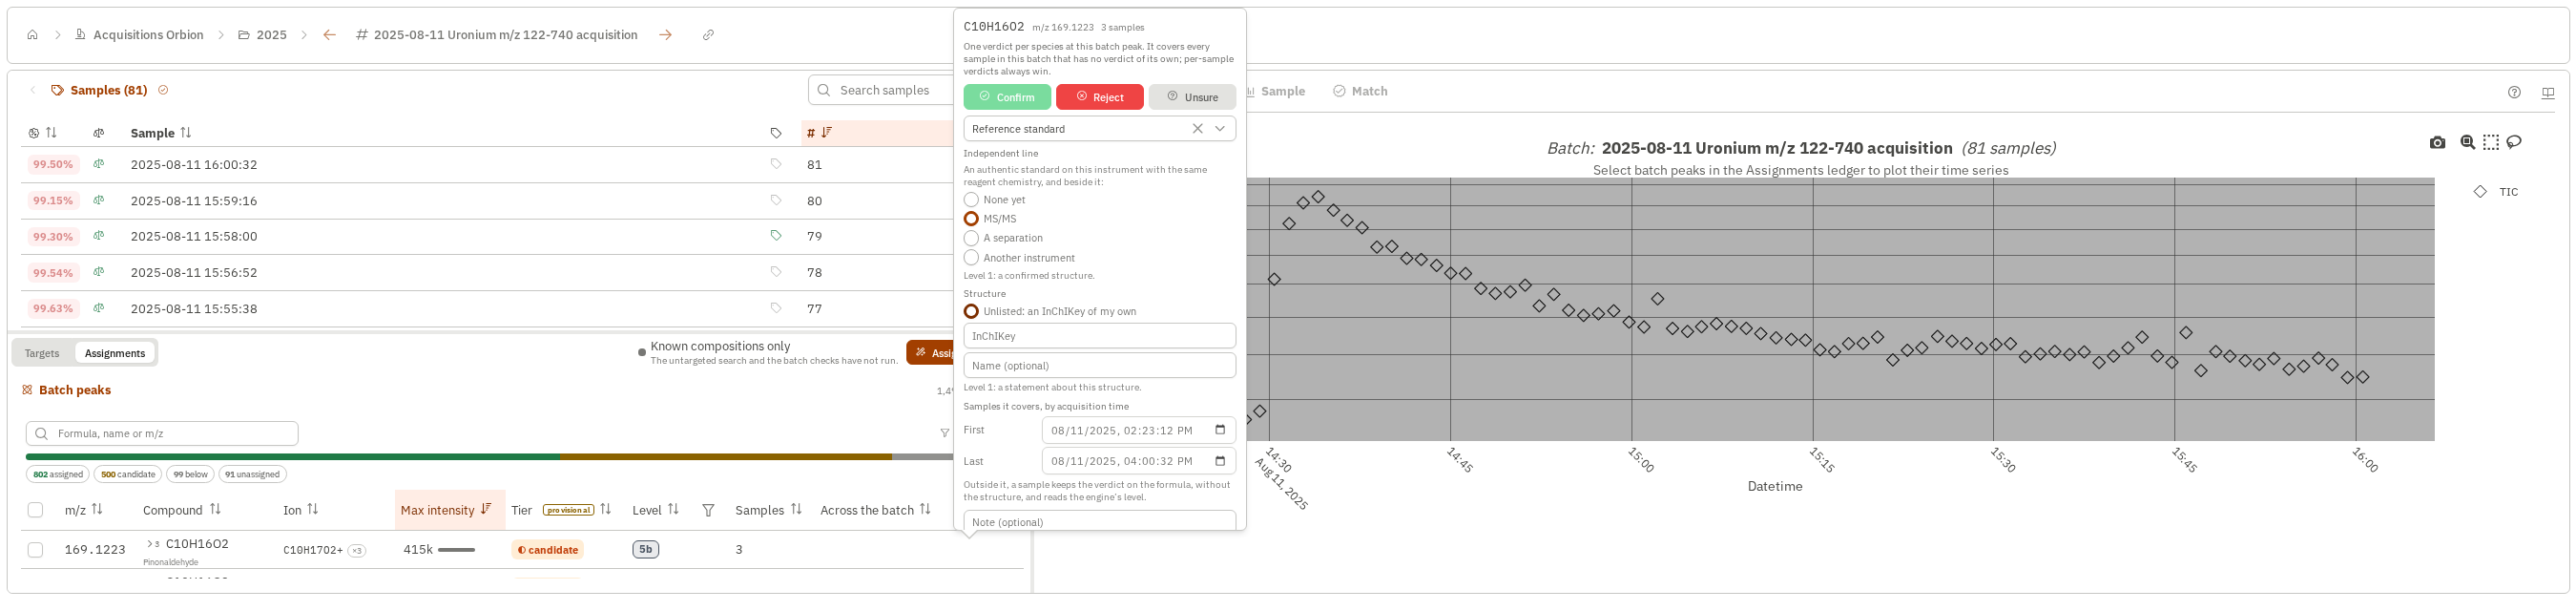 Acquisitions Orbion
2025
2025-08-11 Uronium m/z 122-740 acquisition
Samples (81)
Search samples
Sample
#
99.50%
2025-08-11 16:00:32
81
99.15%
2025-08-11 15:59:16
80
99.30%
2025-08-11 15:58:00
79
99.54%
2025-08-11 15:56:52
78
99.63%
2025-08-11 15:55:38
77
Targets
Assignments
Known compositions only
The untargeted search and the batch checks have not run.
Batch peaks
Formula, name or m/z
802 assigned
500 candidate
99 below
91 unassigned
m/z
Compound
Ion
Max intensity
Tier
provisional
Level
Samples
Across the batch
169.1223
3
C10H16O2
Pinonaldehyde
C10H17O2+
×3
415k
candidate
5b
3
C10H16O2
m/z 169.1223
3 samples
One verdict per species at this batch peak. It covers every
sample in this batch that has no verdict of its own; per-sample
verdicts always win.
Confirm
Reject
Unsure
Reference standard
Independent line
An authentic standard on this instrument with the same
reagent chemistry, and beside it:
None yet
MS/MS
A separation
Another instrument
Level 1: a confirmed structure.
Structure
Unlisted: an InChIKey of my own
InChIKey
Name (optional)
Level 1: a statement about this structure.
Samples it covers, by acquisition time
First
08/11/2025, 02:23:12 PM
Last
08/11/2025, 04:00:32 PM
Outside it, a sample keeps the verdict on the formula, without
the structure, and reads the engine's level.
Note (optional)
Sample
Match
Batch: 2025-08-11 Uronium m/z 122-740 acquisition (81 samples)
Select batch peaks in the Assignments ledger to plot their time series
TIC
14:30
Aug 11, 2025
14:45
15:00
15:15
15:30
15:45
16:00
Datetime